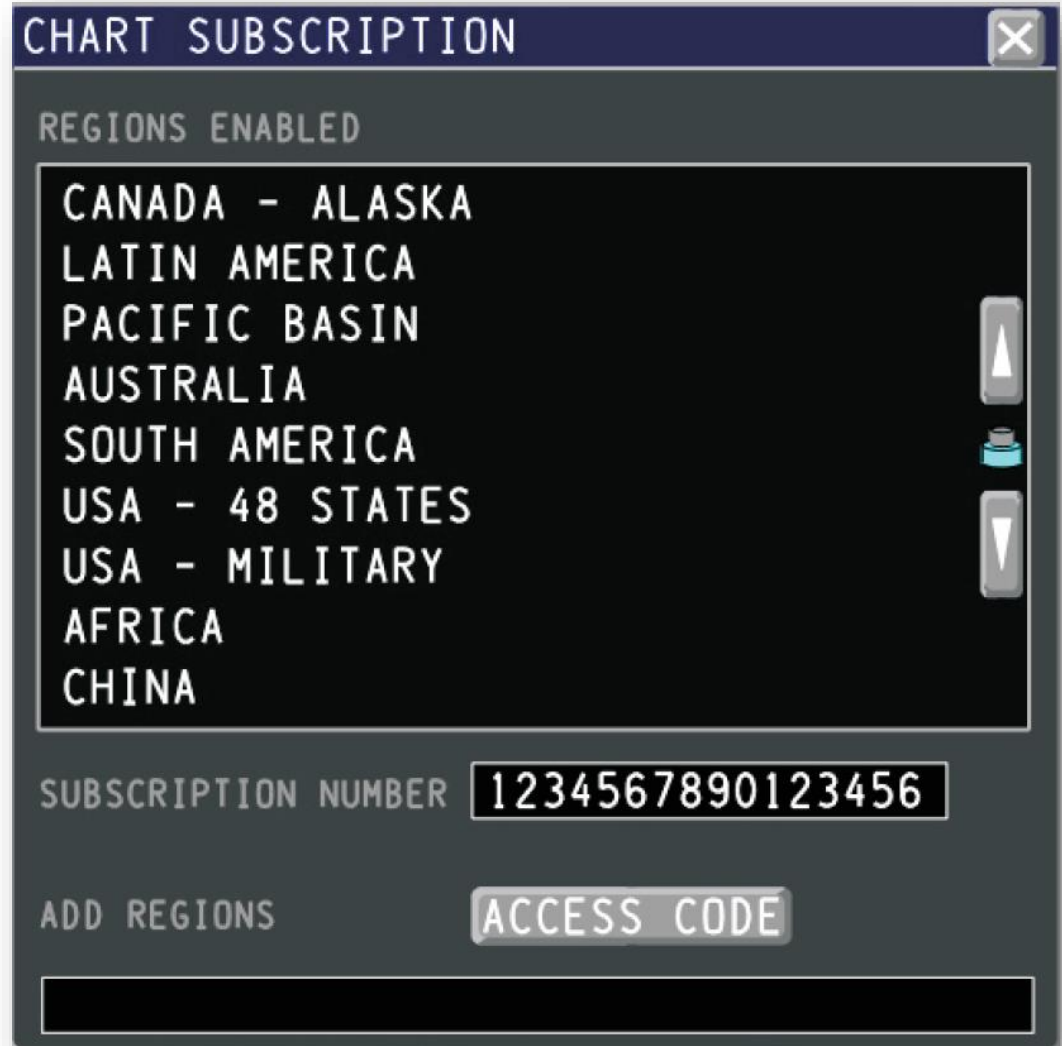 CHART SUBSCRIPTION
REGIONS ENABLED
CANADA - ALASKA
LATIN AMERICA
PACIFIC BASIN
AUSTRALIA
SOUTH AMERICA
USA - 48 STATES
USA - MILITARY
AFRICA
CHINA
SUBSCRIPTION NUMBER 1234567890123456
ADD REGIONS ACCESS CODE